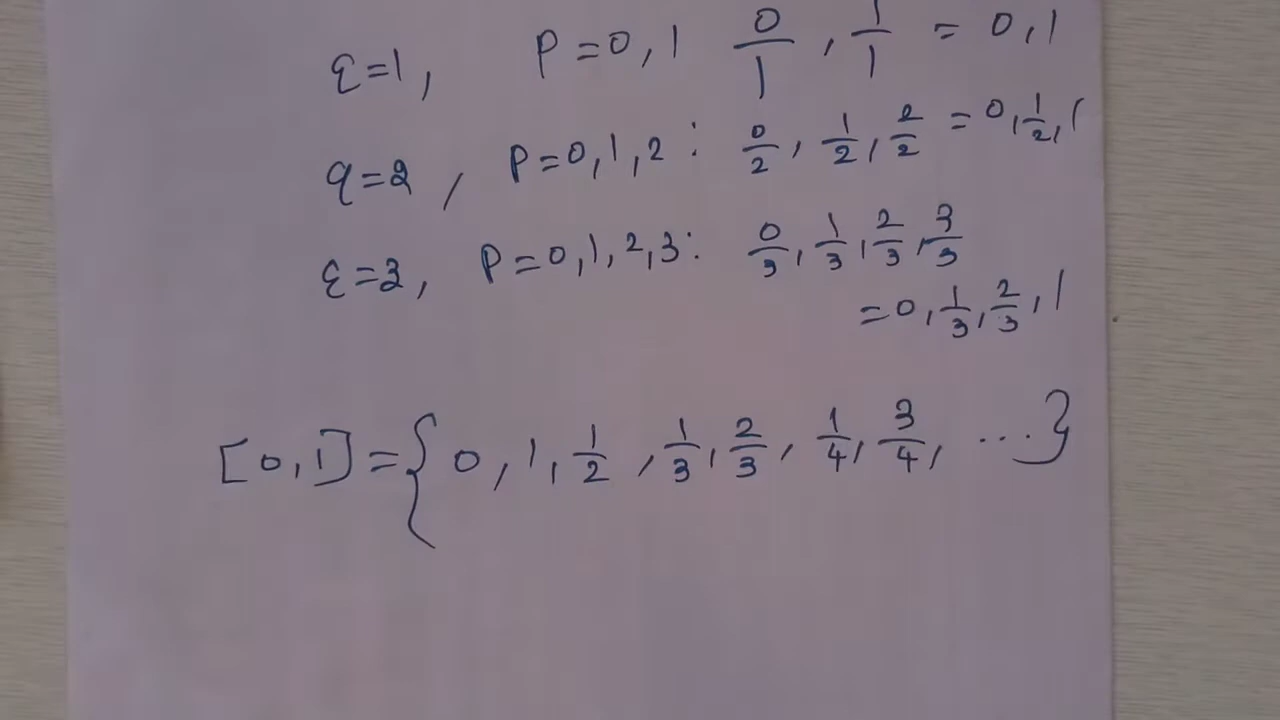 q=1, P=0,1 0/1, 1/1 = 0,1
q=2, P=0,1,2: 0/2, 1/2, 2/2 = 0, 1/2, 1
q=3, P=0,1,2,3: 0/3, 1/3, 2/3, 3/3
=0, 1/3, 2/3, 1
[0,1]={0, 1, 1/2, 1/3, 2/3, 1/4, 3/4, ...}